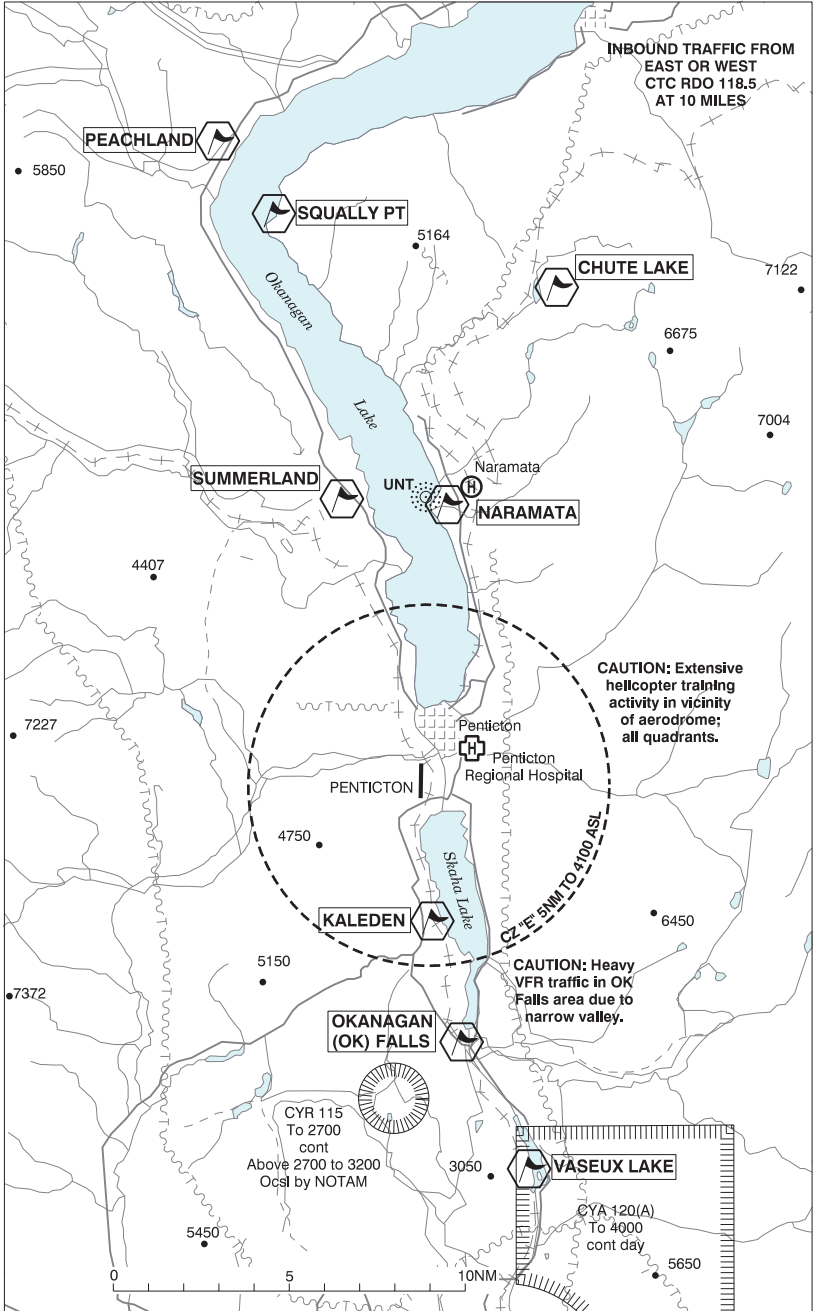 INBOUND TRAFFIC FROM
EAST OR WEST
CTC RDO 118.5
AT 10 MILES
PEACHLAND
5850
SQUALLY PT
5164
CHUTE LAKE
7122
Okanagan
6675
Lake
7004
Naramata
SUMMERLAND
UNT
H
NARAMATA
4407
CAUTION: Extensive
helicopter training
activity in vicinity
of aerodrome;
all quadrants.
7227
Penticton
H
Penticton
Regional Hospital
PENTICTON
4750
Skaha Lake
CZ "E" 5NM TO 4100 ASL
KALEDEN
6450
5150
CAUTION: Heavy
VFR traffic in OK
Falls area due to
narrow valley.
7372
OKANAGAN
(OK) FALLS
CYR 115
To 2700
cont
Above 2700 to 3200
Ocsl by NOTAM
3050
VASEUX LAKE
CYA 120(A)
To 4000
cont day
5450
5650
0 5 10NM